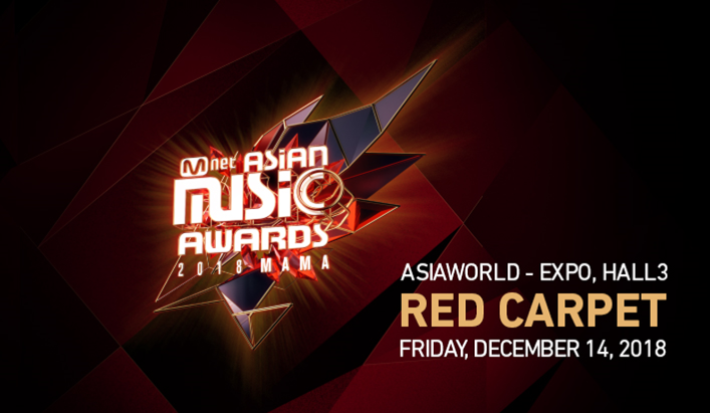 Mnet ASiAN
MUSiC
AWARDS
2018 MAMA
ASIAWORLD - EXPO, HALL3
RED CARPET
FRIDAY, DECEMBER 14, 2018